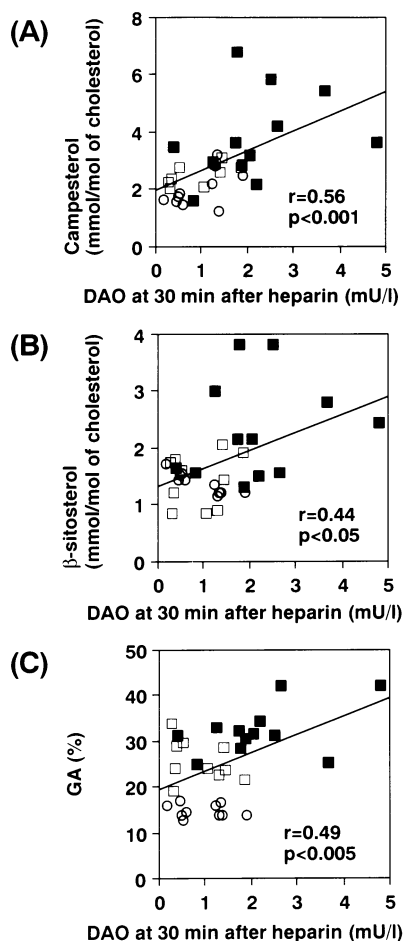 (A)
Campesterol
(mmol/mol of cholesterol)
8
6
4
2
0
r=0.56
p<0.001
0 1 2 3 4 5
DAO at 30 min after heparin (mU/l)
(B)
β-sitosterol
(mmol/mol of cholesterol)
4
3
2
1
0
r=0.44
p<0.05
0 1 2 3 4 5
DAO at 30 min after heparin (mU/l)
(C)
GA (%)
50
40
30
20
10
0
r=0.49
p<0.005
0 1 2 3 4 5
DAO at 30 min after heparin (mU/l)